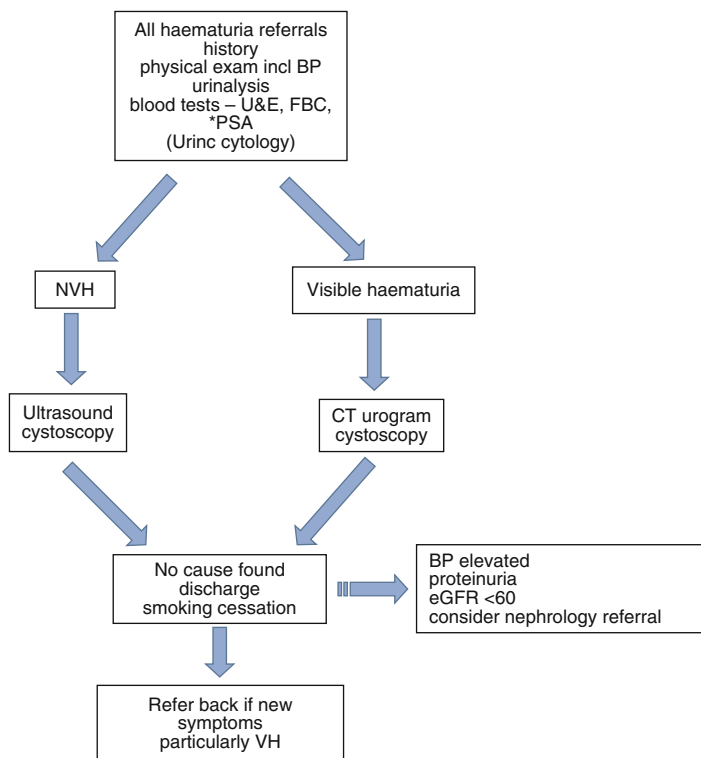 All haematuria referrals
history
physical exam incl BP
urinalysis
blood tests – U&E, FBC,
*PSA
(Urinc cytology)
NVH
Visible haematuria
Ultrasound
cystoscopy
CT urogram
cystoscopy
No cause found
discharge
smoking cessation
BP elevated
proteinuria
eGFR <60
consider nephrology referral
Refer back if new
symptoms
particularly VH